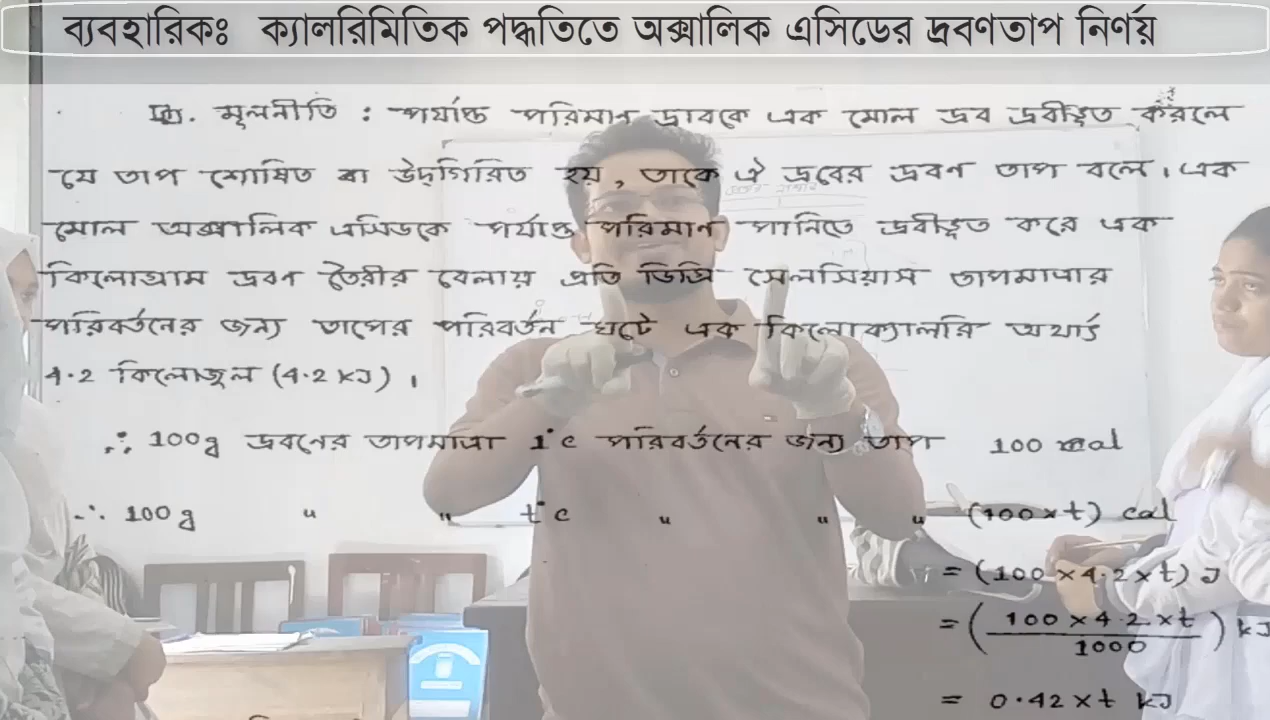 ব্যবহারিকঃ ক্যালরিমিতিক পদ্ধতিতে অক্সালিক এসিডের দ্রবণতাপ নির্ণয়
মূলনীতি : পর্যাপ্ত পরিমাণ দ্রাবকে এক মোল দ্রব দ্রবীভূত করলে
যে তাপ শোষিত বা উদ্‌গিরিত হয়, তাকে ঐ দ্রবের দ্রবণ তাপ বলে। এক
মোল অক্সালিক এসিডকে পর্যাপ্ত পরিমাণ পানিতে দ্রবীভূত করে এক
কিলোগ্রাম দ্রবণ তৈরীর বেলায় প্রতি ডিগ্রি সেলসিয়াস তাপমাত্রার
পরিবর্তনের জন্য তাপের পরিবর্তন ঘটে এক কিলোক্যালরি অর্থাৎ
4.2 কিলোজুল (4.2 kJ) ।
∴ 100g দ্রবণের তাপমাত্রা 1°c পরিবর্তনের জন্য তাপ 100 cal
∴ 100 g " " t°c " " " (100 × t) cal
= (100 × 4.2 × t) J
= (100 × 4.2 × t / 1000) kJ
= 0.42 × t kJ